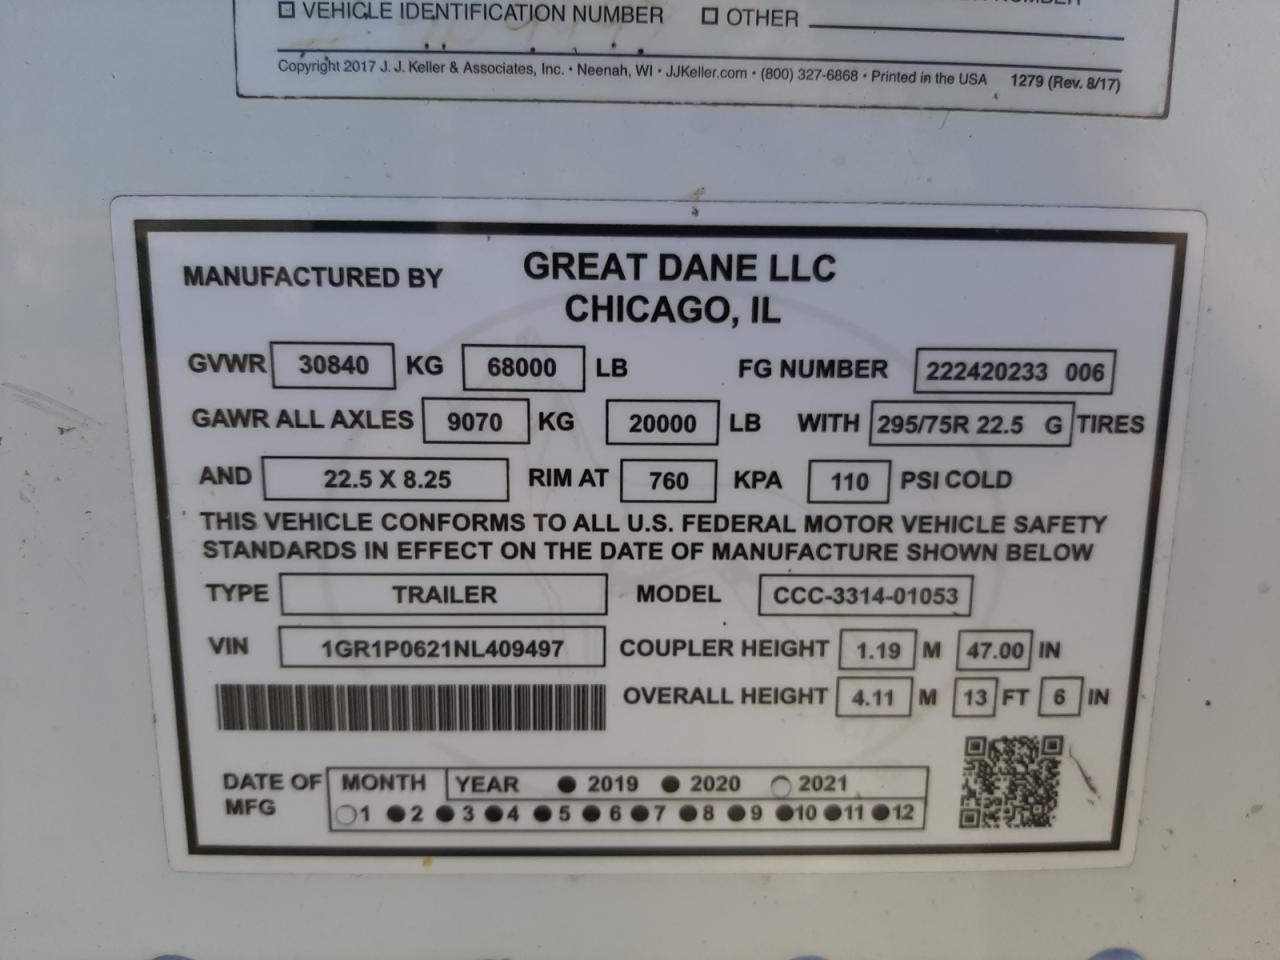 VEHICLE IDENTIFICATION NUMBER OTHER
Copyright 2017 J. J. Keller & Associates, Inc. • Neenah, WI • JJKeller.com • (800) 327-6868 • Printed in the USA 1279 (Rev. 8/17)
MANUFACTURED BY GREAT DANE LLC
CHICAGO, IL
GVWR 30840 KG 68000 LB FG NUMBER 222420233 006
GAWR ALL AXLES 9070 KG 20000 LB WITH 295/75R 22.5 G TIRES
AND 22.5 X 8.25 RIM AT 760 KPA 110 PSI COLD
THIS VEHICLE CONFORMS TO ALL U.S. FEDERAL MOTOR VEHICLE SAFETY
STANDARDS IN EFFECT ON THE DATE OF MANUFACTURE SHOWN BELOW
TYPE TRAILER MODEL CCC-3314-01053
VIN 1GR1P0621NL409497 COUPLER HEIGHT 1.19 M 47.00 IN
OVERALL HEIGHT 4.11 M 13 FT 6 IN
DATE OF MFG MONTH YEAR 2019 2020 2021
1 2 3 4 5 6 7 8 9 10 11 12